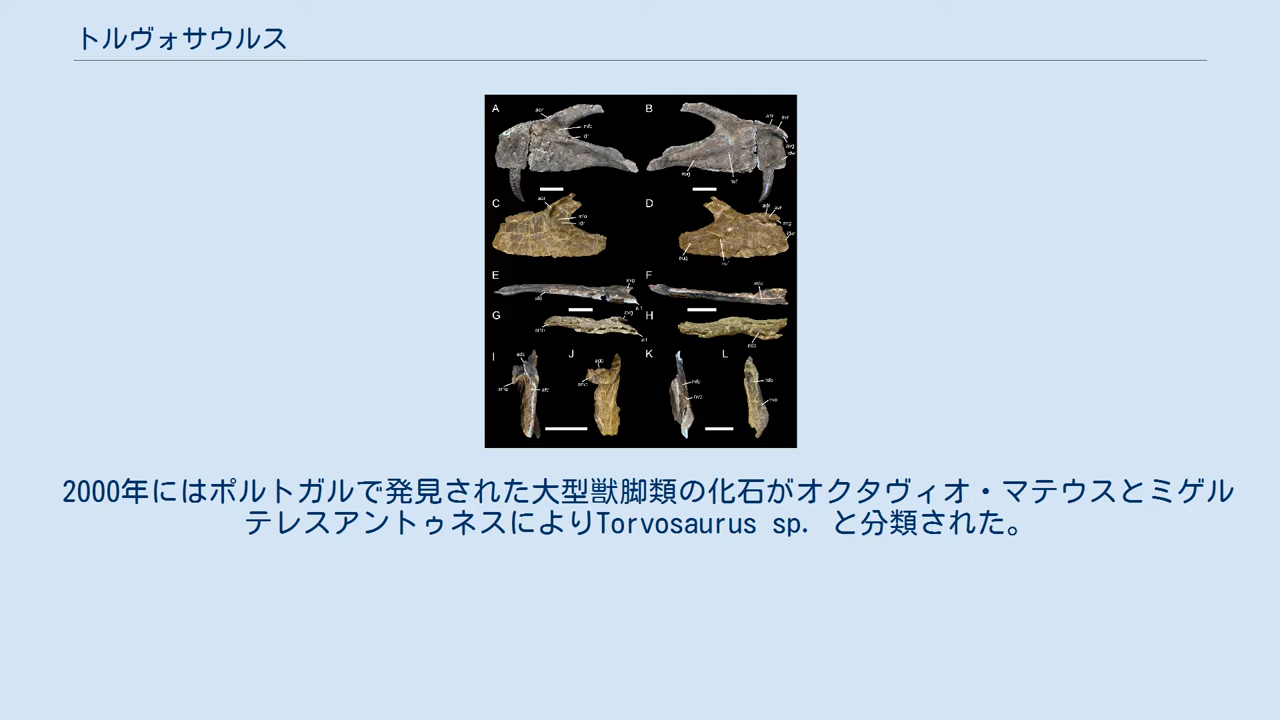 トルヴォサウルス
A
B
C
D
E
F
G
H
I
J
K
L
2000年にはポルトガルで発見された大型獣脚類の化石がオクタヴィオ・マテウスとミゲル
テレスアントゥネスによりTorvosaurus sp. と分類された。